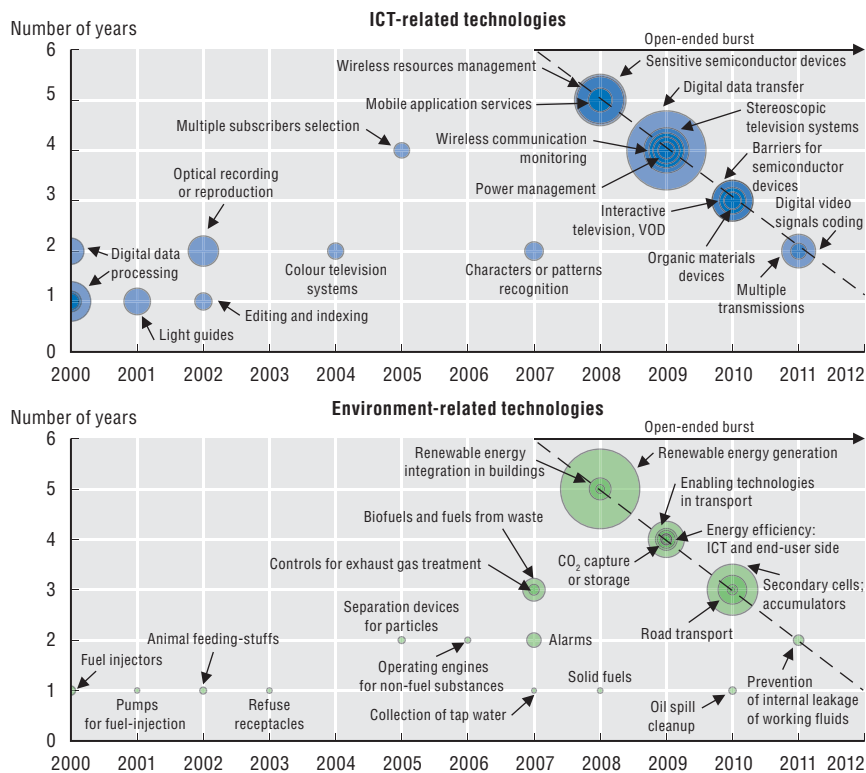 ICT-related technologies
Number of years
Open-ended burst
6
5
4
3
2
1
0
Wireless resources management
Sensitive semiconductor devices
Mobile application services
Digital data transfer
Stereoscopic
television systems
Multiple subscribers selection
Wireless communication
monitoring
Barriers for
semiconductor
devices
Optical recording
or reproduction
Power management
Interactive
television, VOD
Digital video
signals coding
Digital data
processing
Colour television
systems
Characters or patterns
recognition
Organic materials
devices
Multiple
transmissions
Editing and indexing
Light guides
2000 2001 2002 2003 2004 2005 2006 2007 2008 2009 2010 2011 2012
Environment-related technologies
Number of years
Open-ended burst
6
5
4
3
2
1
0
Renewable energy
integration in buildings
Renewable energy generation
Enabling technologies
in transport
Biofuels and fuels from waste
Energy efficiency:
ICT and end-user side
CO2 capture
or storage
Controls for exhaust gas treatment
Secondary cells;
accumulators
Separation devices
for particles
Road transport
Animal feeding-stuffs
Alarms
Fuel injectors
Operating engines
for non-fuel substances
Solid fuels
Prevention
of internal leakage
of working fluids
Pumps
for fuel-injection
Refuse
receptacles
Collection of tap water
Oil spill
cleanup
2000 2001 2002 2003 2004 2005 2006 2007 2008 2009 2010 2011 2012